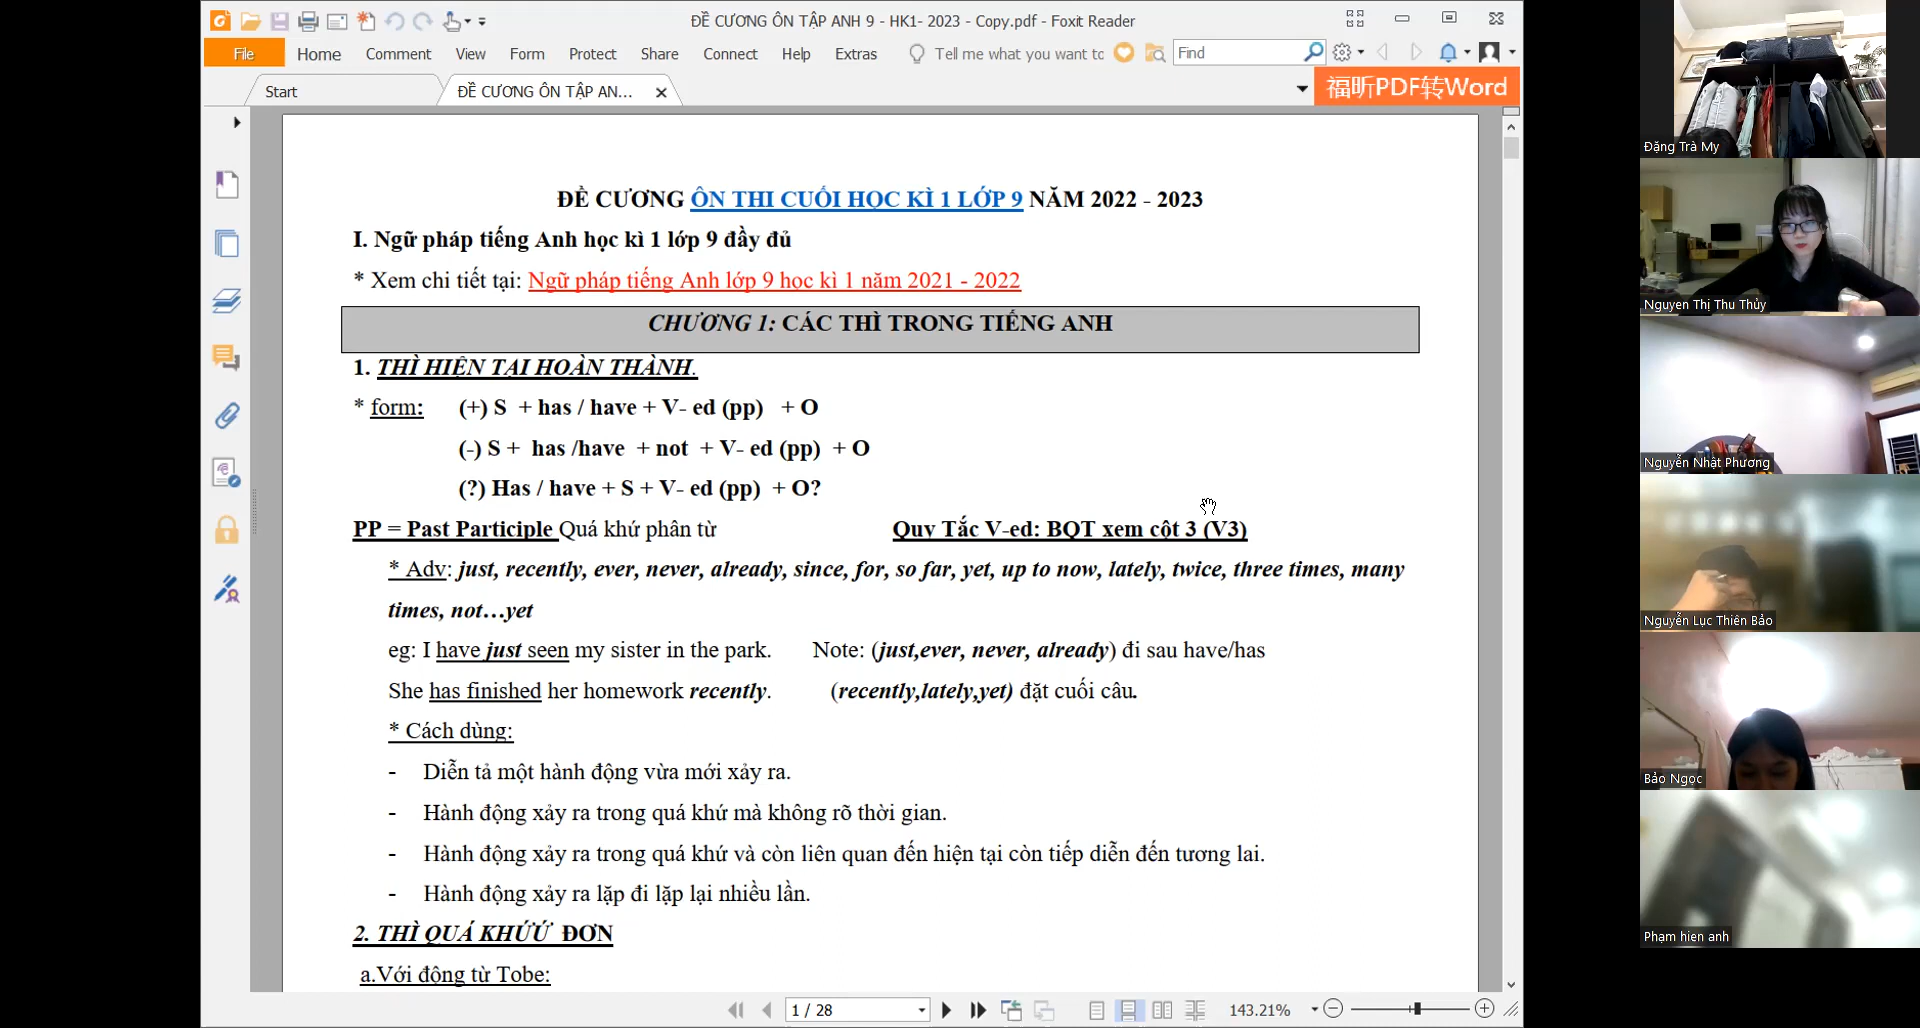 ĐỀ CƯƠNG ÔN TẬP ANH 9 - HK1- 2023 - Copy.pdf - Foxit Reader
File Home Comment View Form Protect Share Connect Help Extras Tell me what you want to Find
Start ĐỀ CƯƠNG ÔN TẬP AN... 福昕PDF转Word
ĐỀ CƯƠNG ÔN THI CUỐI HỌC KÌ 1 LỚP 9 NĂM 2022 - 2023
I. Ngữ pháp tiếng Anh học kì 1 lớp 9 đầy đủ
* Xem chi tiết tại: Ngữ pháp tiếng Anh lớp 9 học kì 1 năm 2021 - 2022
CHƯƠNG 1: CÁC THÌ TRONG TIẾNG ANH
1. THÌ HIỆN TẠI HOÀN THÀNH.
* form: (+) S + has / have + V- ed (pp) + O
(-) S + has /have + not + V- ed (pp) + O
(?) Has / have + S + V- ed (pp) + O?
PP = Past Participle Quá khứ phân từ Quy Tắc V-ed: BQT xem cột 3 (V3)
* Adv: just, recently, ever, never, already, since, for, so far, yet, up to now, lately, twice, three times, many
times, not…yet
eg: I have just seen my sister in the park. Note: (just,ever, never, already) đi sau have/has
She has finished her homework recently. (recently,lately,yet) đặt cuối câu.
* Cách dùng:
- Diễn tả một hành động vừa mới xảy ra.
- Hành động xảy ra trong quá khứ mà không rõ thời gian.
- Hành động xảy ra trong quá khứ và còn liên quan đến hiện tại còn tiếp diễn đến tương lai.
- Hành động xảy ra lặp đi lặp lại nhiều lần.
2. THÌ QUÁ KHỨỨ ĐƠN
a.Với động từ Tobe:
1 / 28 143.21%
Đặng Trà My
Nguyen Thị Thu Thủy
Nguyễn Nhật Phương
Nguyễn Lục Thiên Bảo
Bảo Ngọc
Phạm hien anh